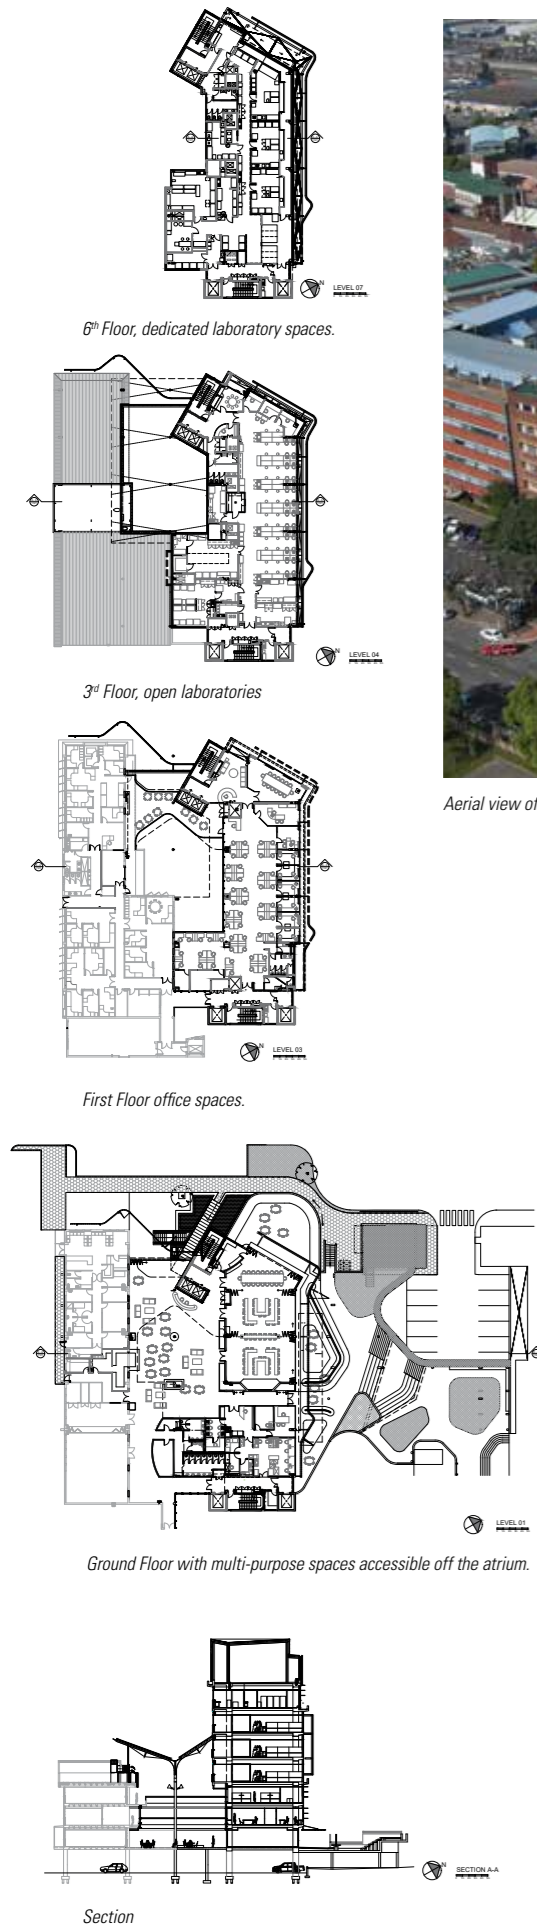 N
LEVEL 07
6th Floor, dedicated laboratory spaces.
N
LEVEL 04
3rd Floor, open laboratories
Aerial view of
N
LEVEL 03
First Floor office spaces.
N
LEVEL 01
Ground Floor with multi-purpose spaces accessible off the atrium.
N
SECTION A-A
Section